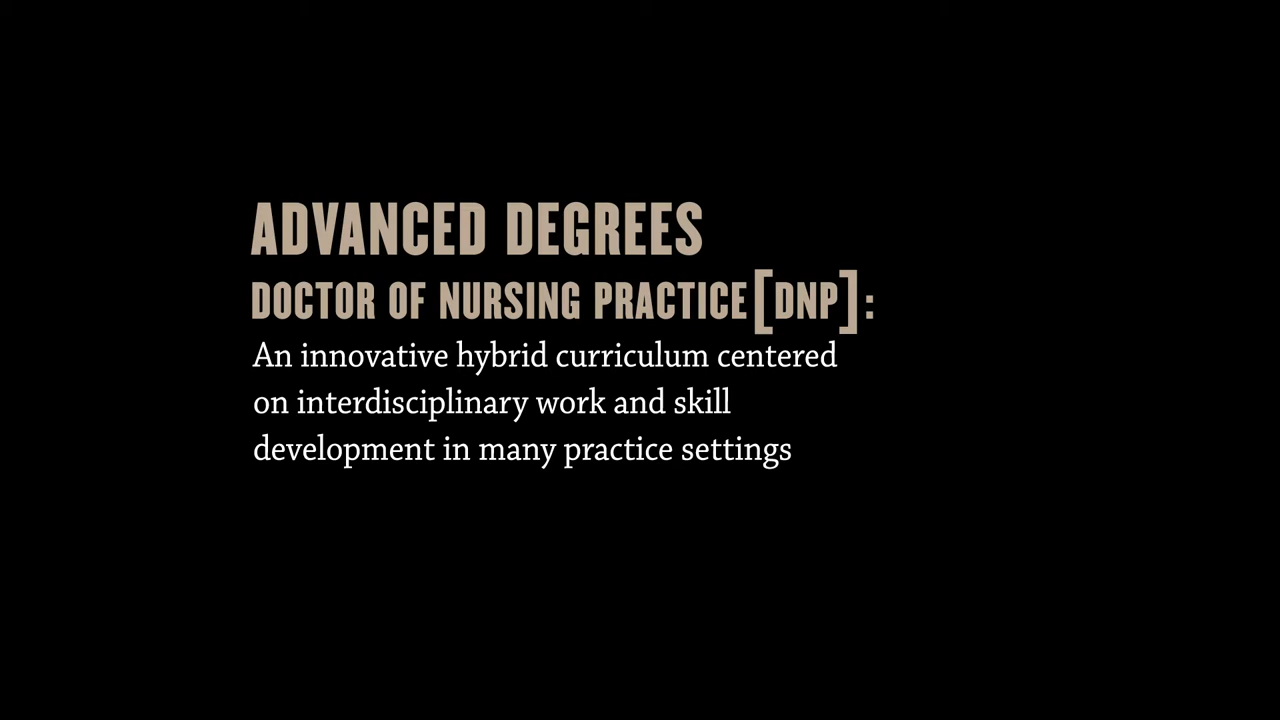 ADVANCED DEGREES
DOCTOR OF NURSING PRACTICE [DNP]:
An innovative hybrid curriculum centered
on interdisciplinary work and skill
development in many practice settings